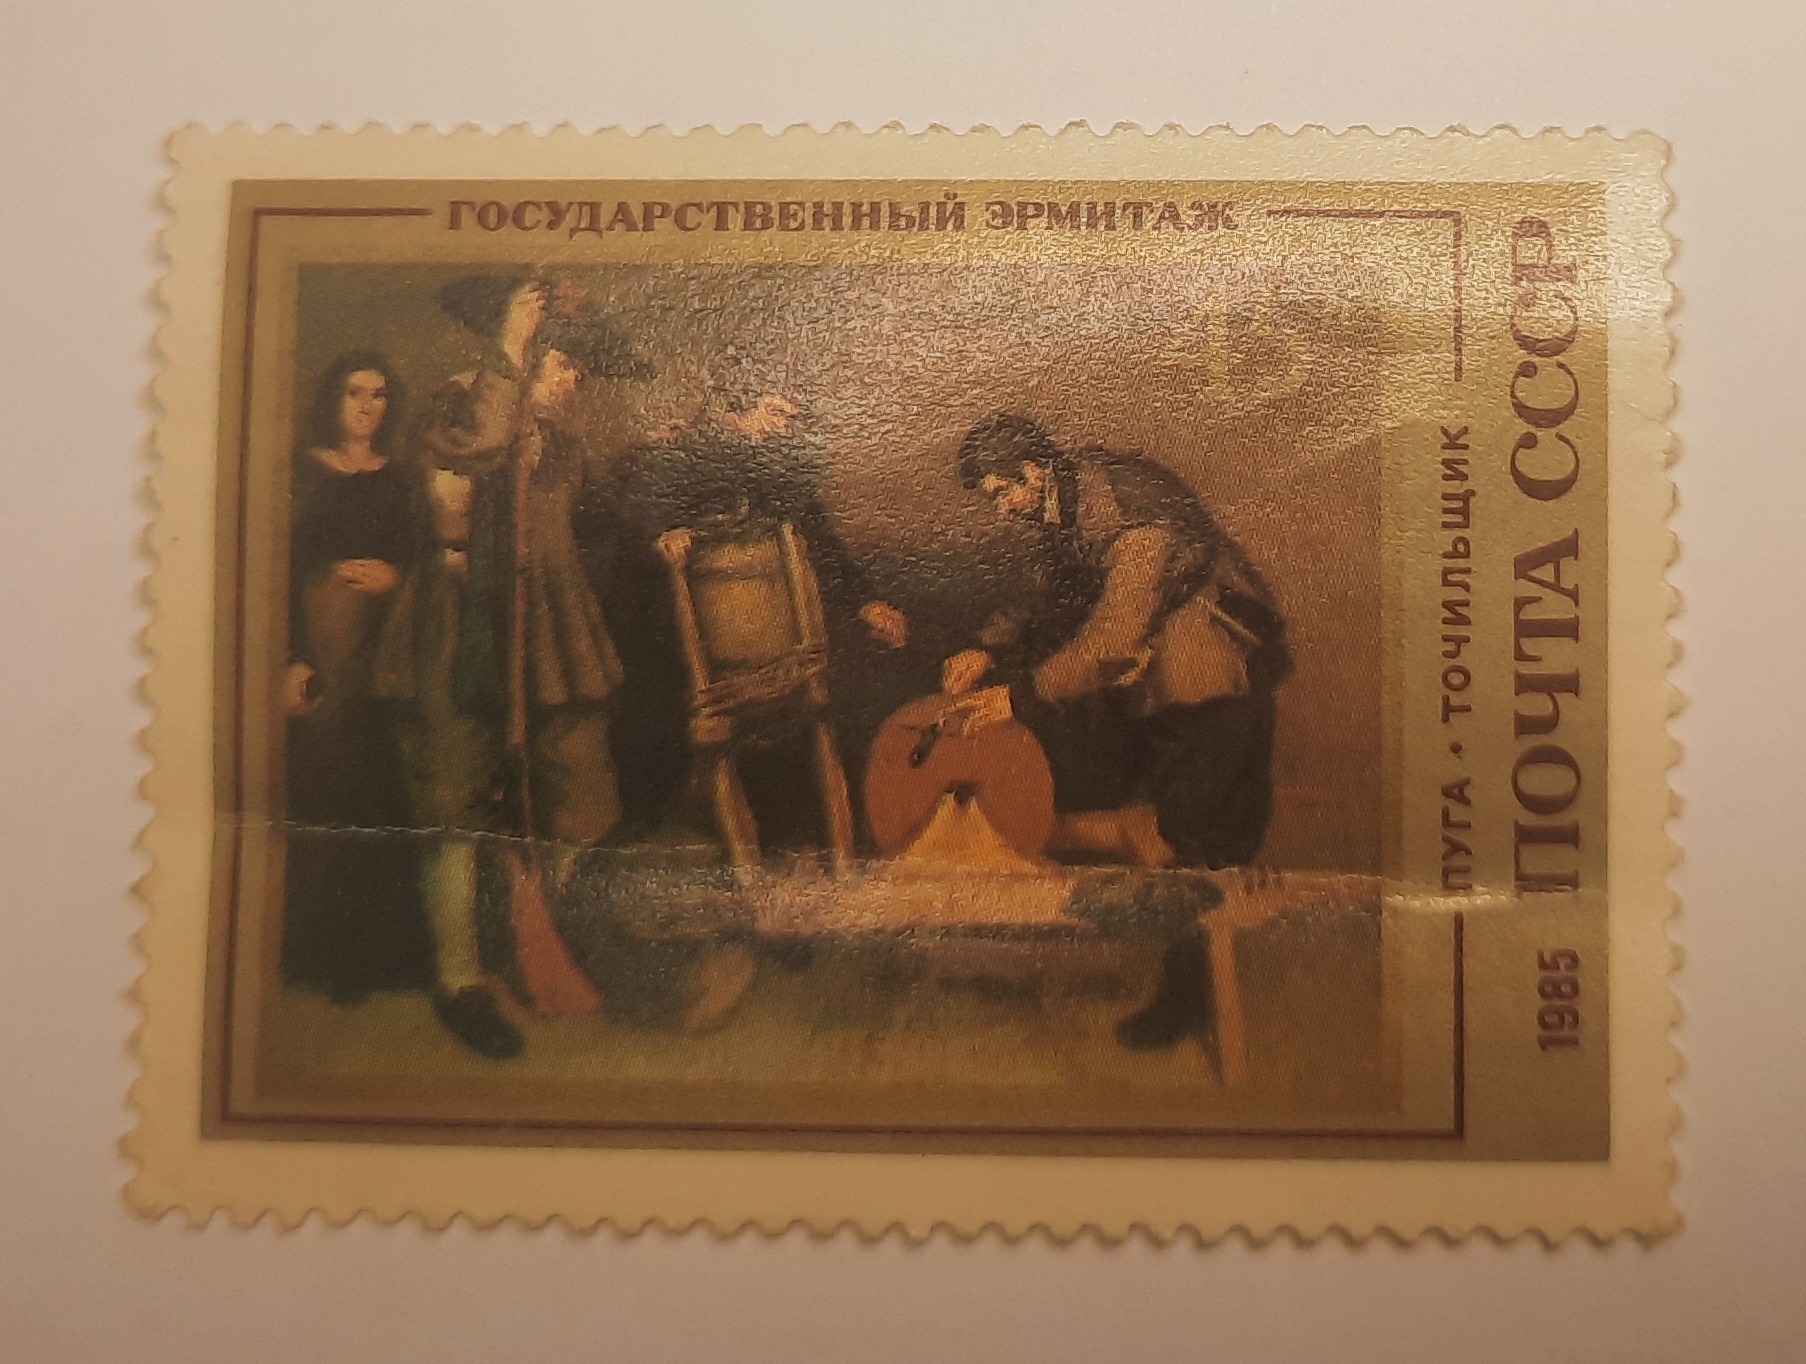 ГОСУДАРСТВЕННЫЙ ЭРМИТАЖ
ПУГА • ТОЧИЛЬЩИК
1985 ПОЧТА СССР